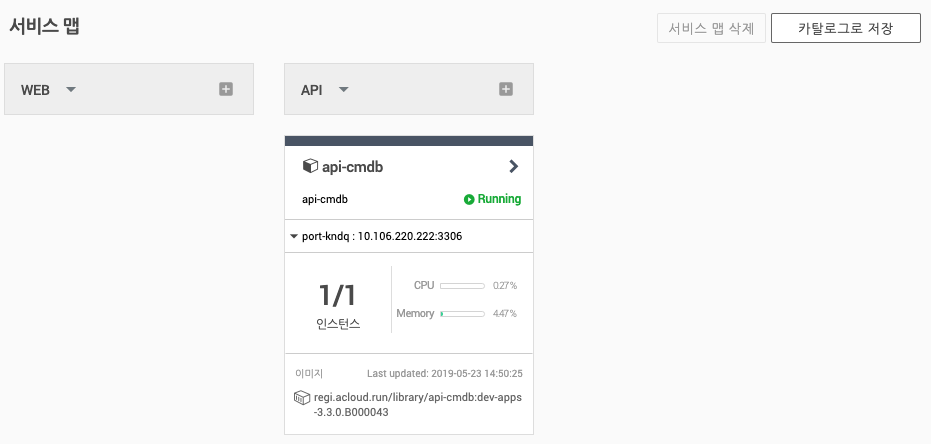 서비스 맵
서비스 맵 삭제
카탈로그로 저장
WEB
API
api-cmdb
api-cmdb
Running
port-kndq : 10.106.220.222:3306
1/1
인스턴스
CPU
0.27%
Memory
4.47%
이미지
Last updated: 2019-05-23 14:50:25
regi.acloud.run/library/api-cmdb:dev-apps
-3.3.0.B000043